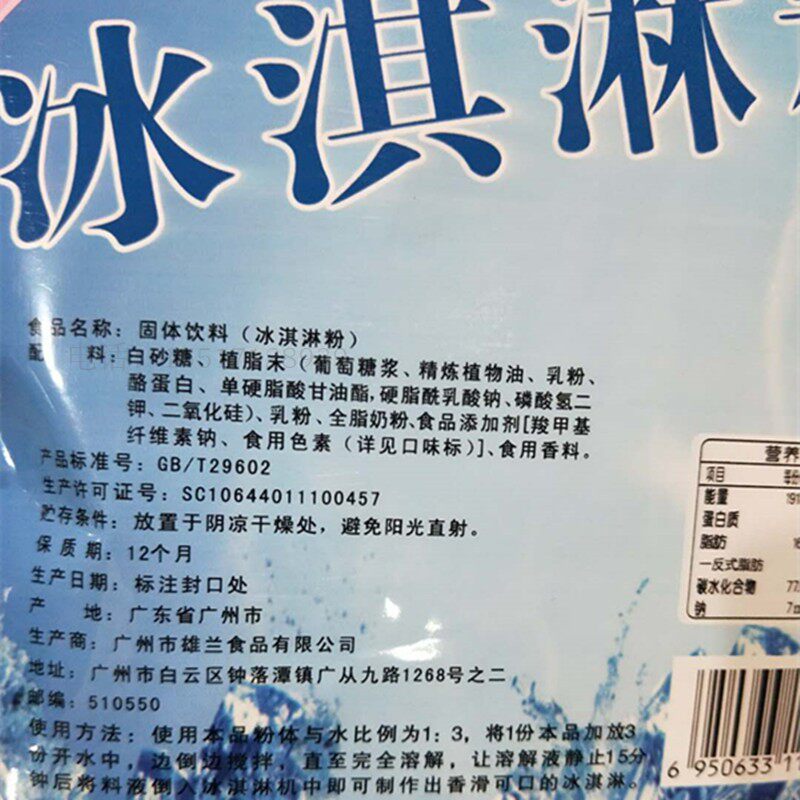 冰淇淋
食品名称：固体饮料（冰淇淋粉）
配 料：白砂糖、植脂末（葡萄糖浆、精炼植物油、乳粉、
酪蛋白、单硬脂酸甘油酯,硬脂酰乳酸钠、磷酸氢二
钾、二氧化硅）、乳粉、全脂奶粉、食品添加剂[羧甲基
纤维素钠、食用色素（详见口味标）]、食用香料。
产品标准号：GB/T29602
生产许可证号：SC10644011100457
贮存条件：放置于阴凉干燥处，避免阳光直射。
保 质 期：12个月
生产日期：标注封口处
产 地：广东省广州市
生产商：广州市雄兰食品有限公司
地址：广州市白云区钟落潭镇广从九路1268号之二
邮编：510550
使用方法：使用本品粉体与水比例为1：3，将1份本品加放3
份开水中，边倒边搅拌，直至完全溶解，让溶解液静止15分
钟后将料液倒入冰淇淋机中即可制作出香滑可口的冰淇淋。
营养
项目
能量 191
蛋白质
脂肪
一反式脂肪
碳水化合物 77
钠 7
6 950633 11